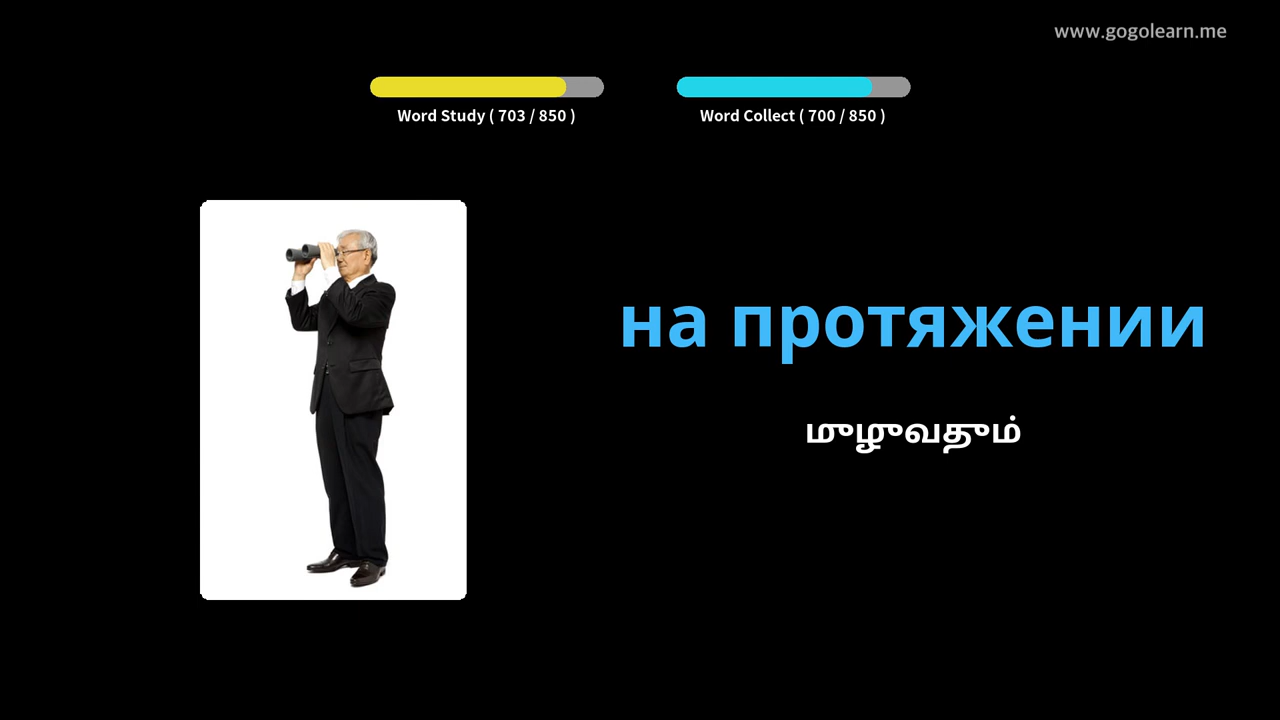 www.gogolearn.me
Word Study ( 703 / 850 )
Word Collect ( 700 / 850 )
на протяжении
முழுவதும்